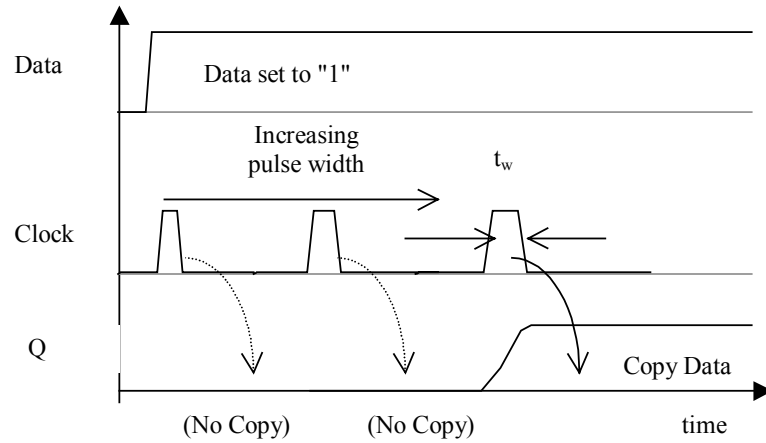 Data
Data set to "1"
Increasing
pulse width
t_w
Clock
Q
Copy Data
(No Copy)
(No Copy)
time